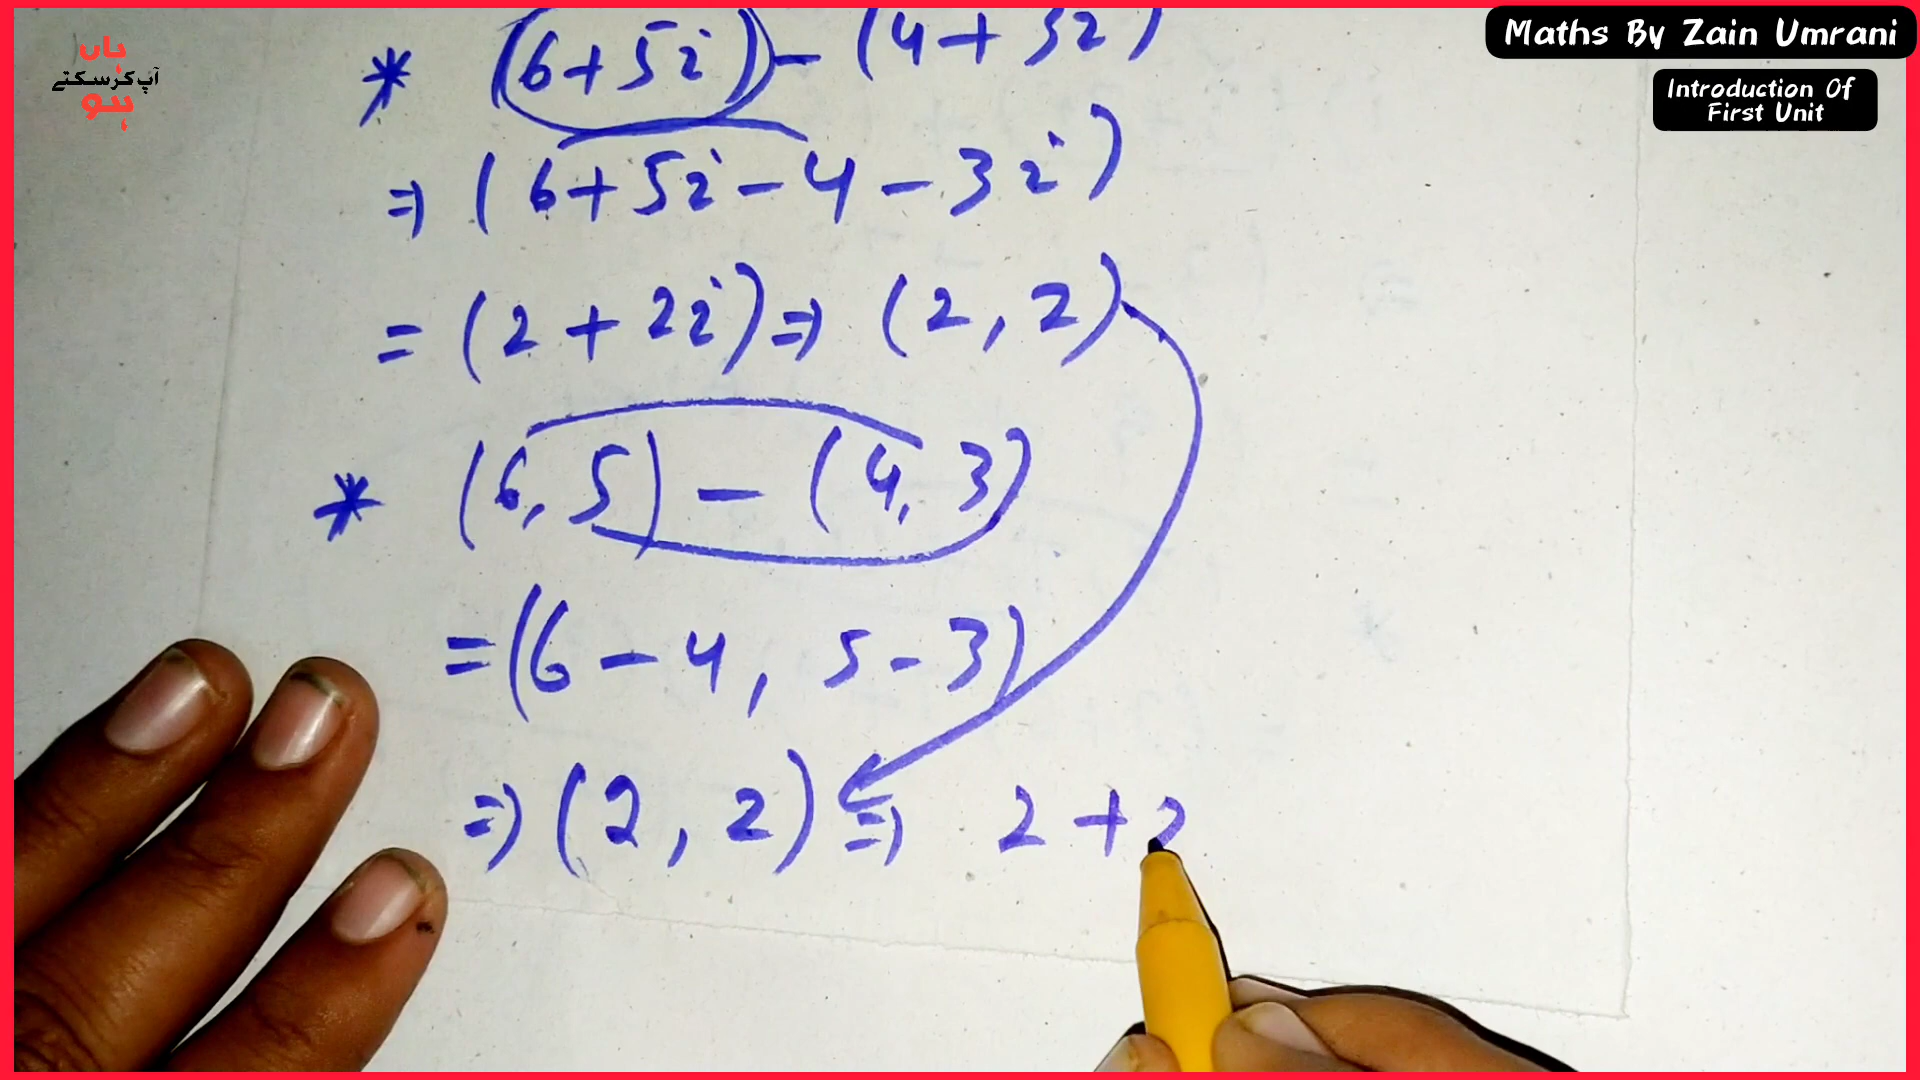 Maths By Zain Umrani
Introduction Of
First Unit
ہاں
آپ کرسکتے
ہو
* (6+5i) - (4+3i)
⇒ (6+5i-4-3i)
= (2+2i) ⇒ (2, 2)
* (6, 5) - (4, 3)
= (6-4, 5-3)
⇒ (2, 2) ⇒ 2+2